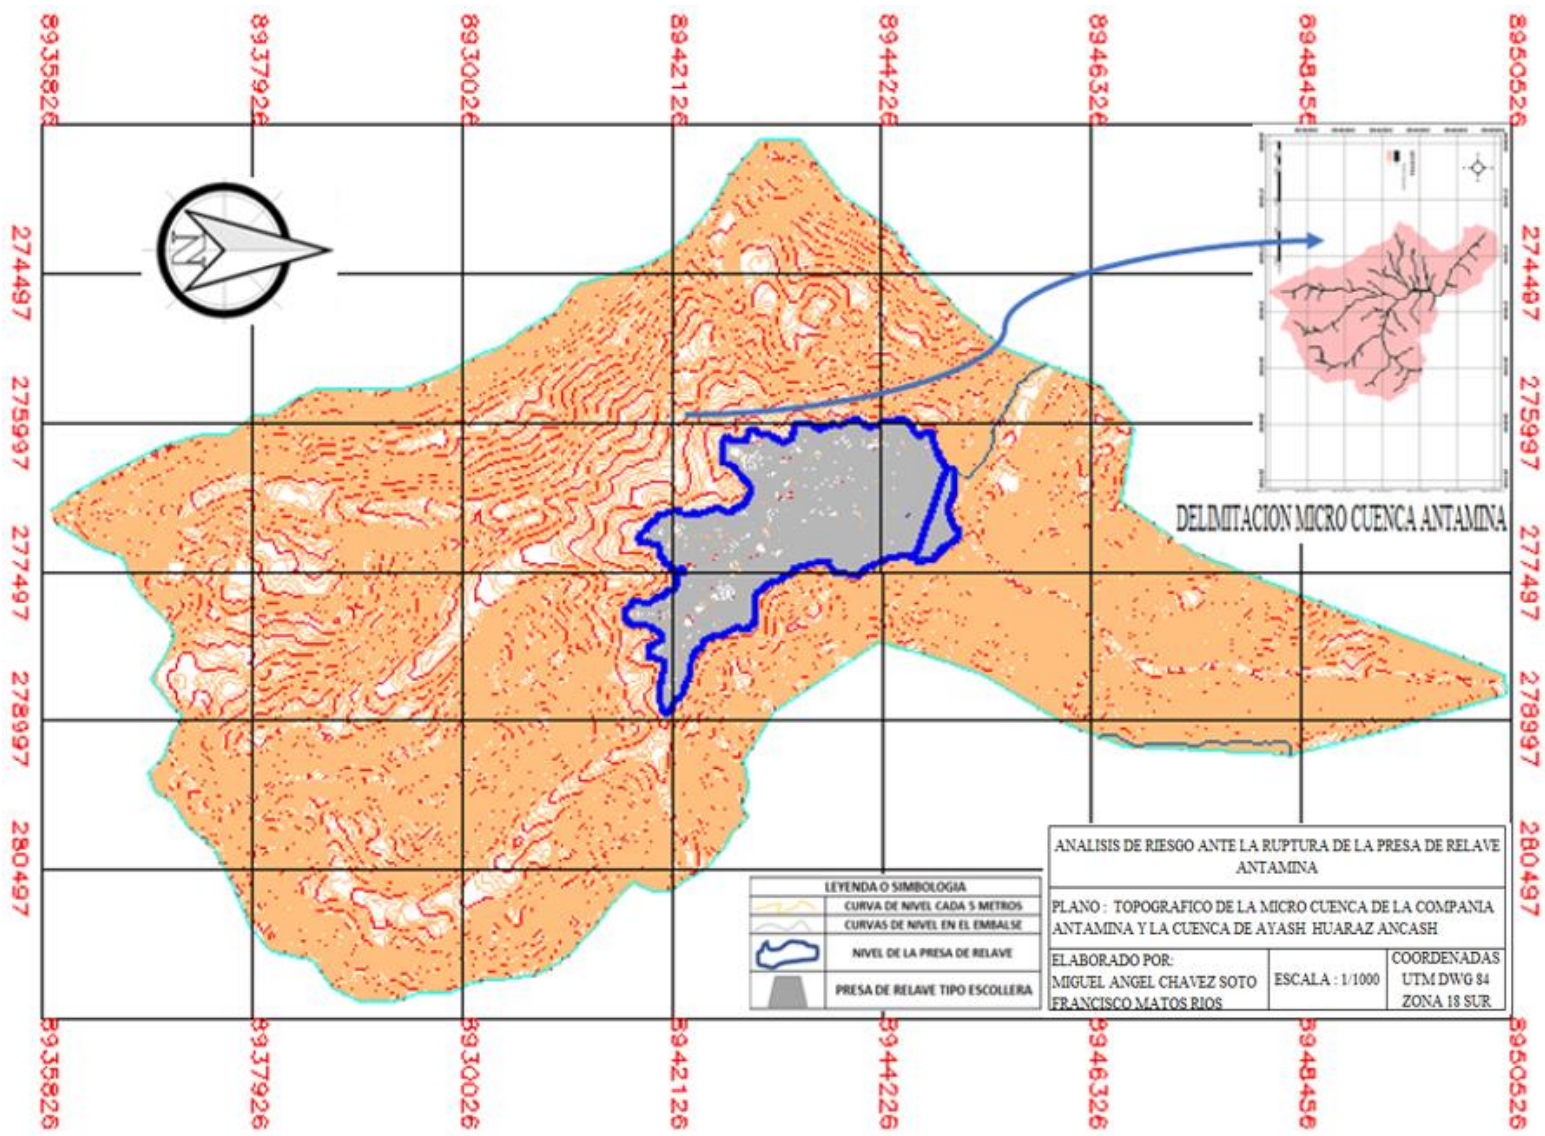 8935826 8937926 8930026 8942126 8944226 8946326 8948456 8950526
N
274497
275997
277497
278997
280497
274497
275997
277497
278997
280497
DELIMITACION MICRO CUENCA ANTAMINA
LEYENDA O SIMBOLOGIA
CURVA DE NIVEL CADA 5 METROS
CURVAS DE NIVEL EN EL EMBALSE
NIVEL DE LA PRESA DE RELAVE
PRESA DE RELAVE TIPO ESCOLLERA
ANALISIS DE RIESGO ANTE LA RUPTURA DE LA PRESA DE RELAVE
ANTAMINA
PLANO : TOPOGRAFICO DE LA MICRO CUENCA DE LA COMPANIA
ANTAMINA Y LA CUENCA DE AYASH HUARAZ ANCASH
ELABORADO POR:
MIGUEL ANGEL CHAVEZ SOTO
FRANCISCO MATOS RIOS
ESCALA : 1/1000
COORDENADAS
UTM DWG 84
ZONA 18 SUR
8935826 8937926 8930026 8942126 8944226 8946326 8948456 8950526